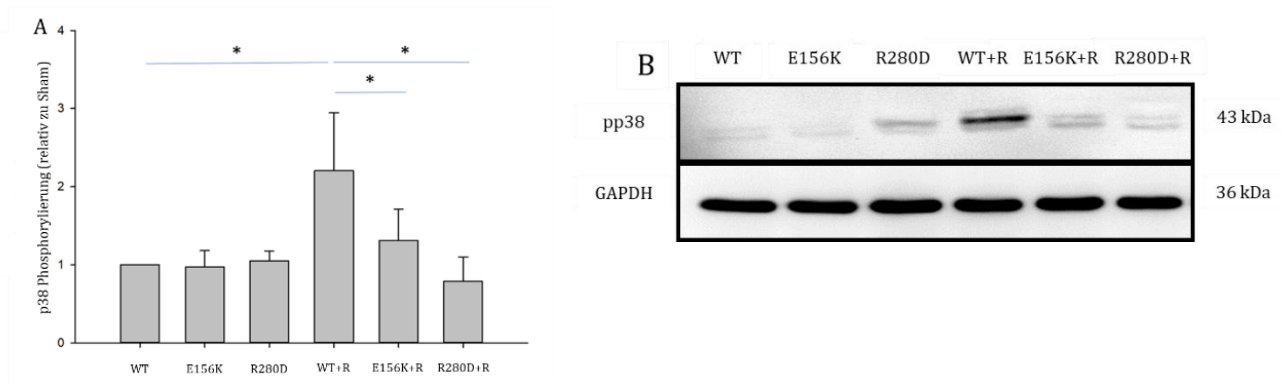 A
4
3
2
1
0
p38 Phosphorylierung (relativ zu Sham)
*
*
*
WT
E156K
R280D
WT+R
E156K+R
R280D+R
B
WT
E156K
R280D
WT+R
E156K+R
R280D+R
pp38
43 kDa
GAPDH
36 kDa